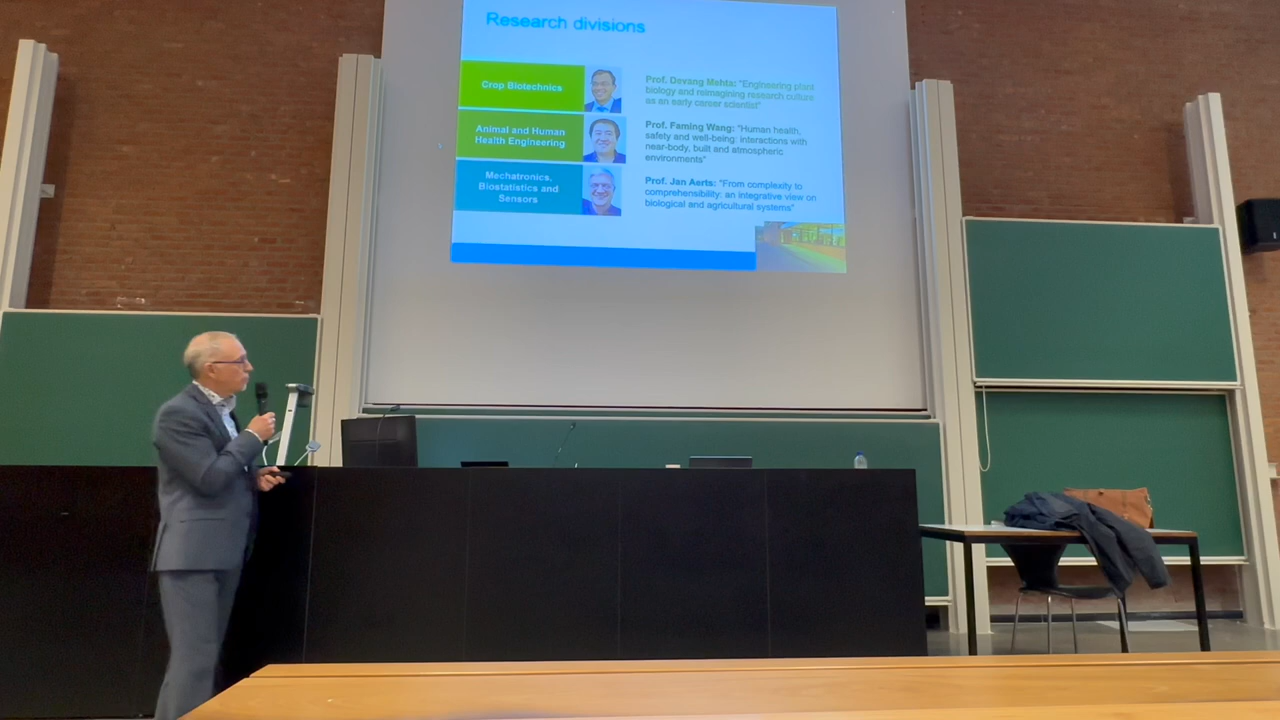 Research divisions
Crop Biotechnics
Prof. Devang Mehta: "Engineering plant
biology and reimagining research culture
as an early career scientist"
Animal and Human
Health Engineering
Prof. Faming Wang: "Human health,
safety and well-being: interactions with
near-body, built and atmospheric
environments"
Mechatronics,
Biostatistics and
Sensors
Prof. Jan Aerts: "From complexity to
comprehensibility: an integrative view on
biological and agricultural systems"